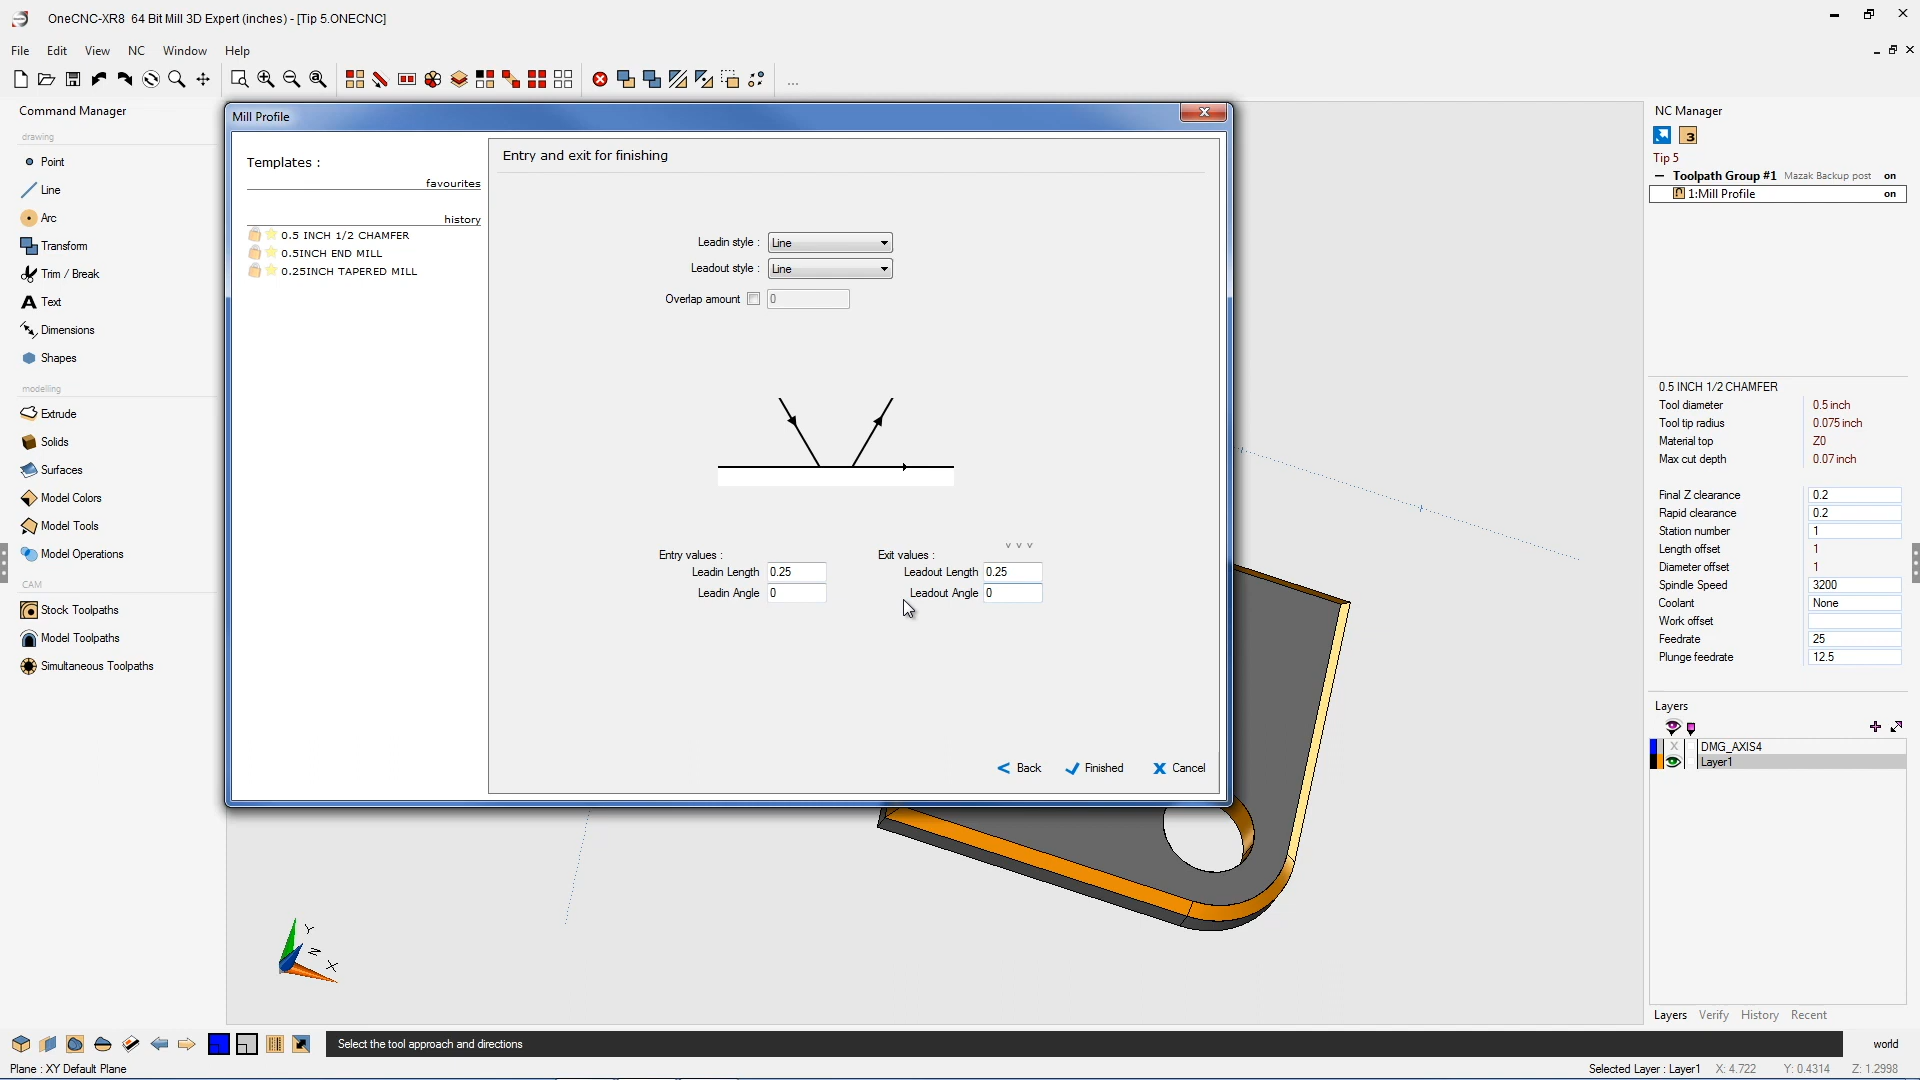 OneCNC-XR8 64 Bit Mill 3D Expert (inches) - [Tip 5.ONECNC]
File Edit View NC Window Help
...
Command Manager
drawing
Point
Line
Arc
Transform
Trim / Break
Text
Dimensions
Shapes
modelling
Extrude
Solids
Surfaces
Model Colors
Model Tools
Model Operations
CAM
Stock Toolpaths
Model Toolpaths
Simultaneous Toolpaths
Mill Profile
Templates :
favourites
history
0.5 INCH 1/2 CHAMFER
0.5INCH END MILL
0.25INCH TAPERED MILL
Entry and exit for finishing
Leadin style : Line
Leadout style : Line
Overlap amount 0
Entry values :
Leadin Length 0.25
Leadin Angle 0
v v v
Exit values :
Leadout Length 0.25
Leadout Angle 0
< Back Finished X Cancel
Y
Z
X
NC Manager
3
Tip 5
Toolpath Group #1 Mazak Backup post on
1:Mill Profile on
0.5 INCH 1/2 CHAMFER
Tool diameter 0.5 inch
Tool tip radius 0.075 inch
Material top Z0
Max cut depth 0.07 inch
Final Z clearance 0.2
Rapid clearance 0.2
Station number 1
Length offset 1
Diameter offset 1
Spindle Speed 3200
Coolant None
Work offset
Feedrate 25
Plunge feedrate 12.5
Layers
X DMG_AXIS4
Layer1
Layers Verify History Recent
Select the tool approach and directions
world
Plane : XY Default Plane
Selected Layer : Layer1 X: 4.722 Y: 0.4314 Z: 1.2998